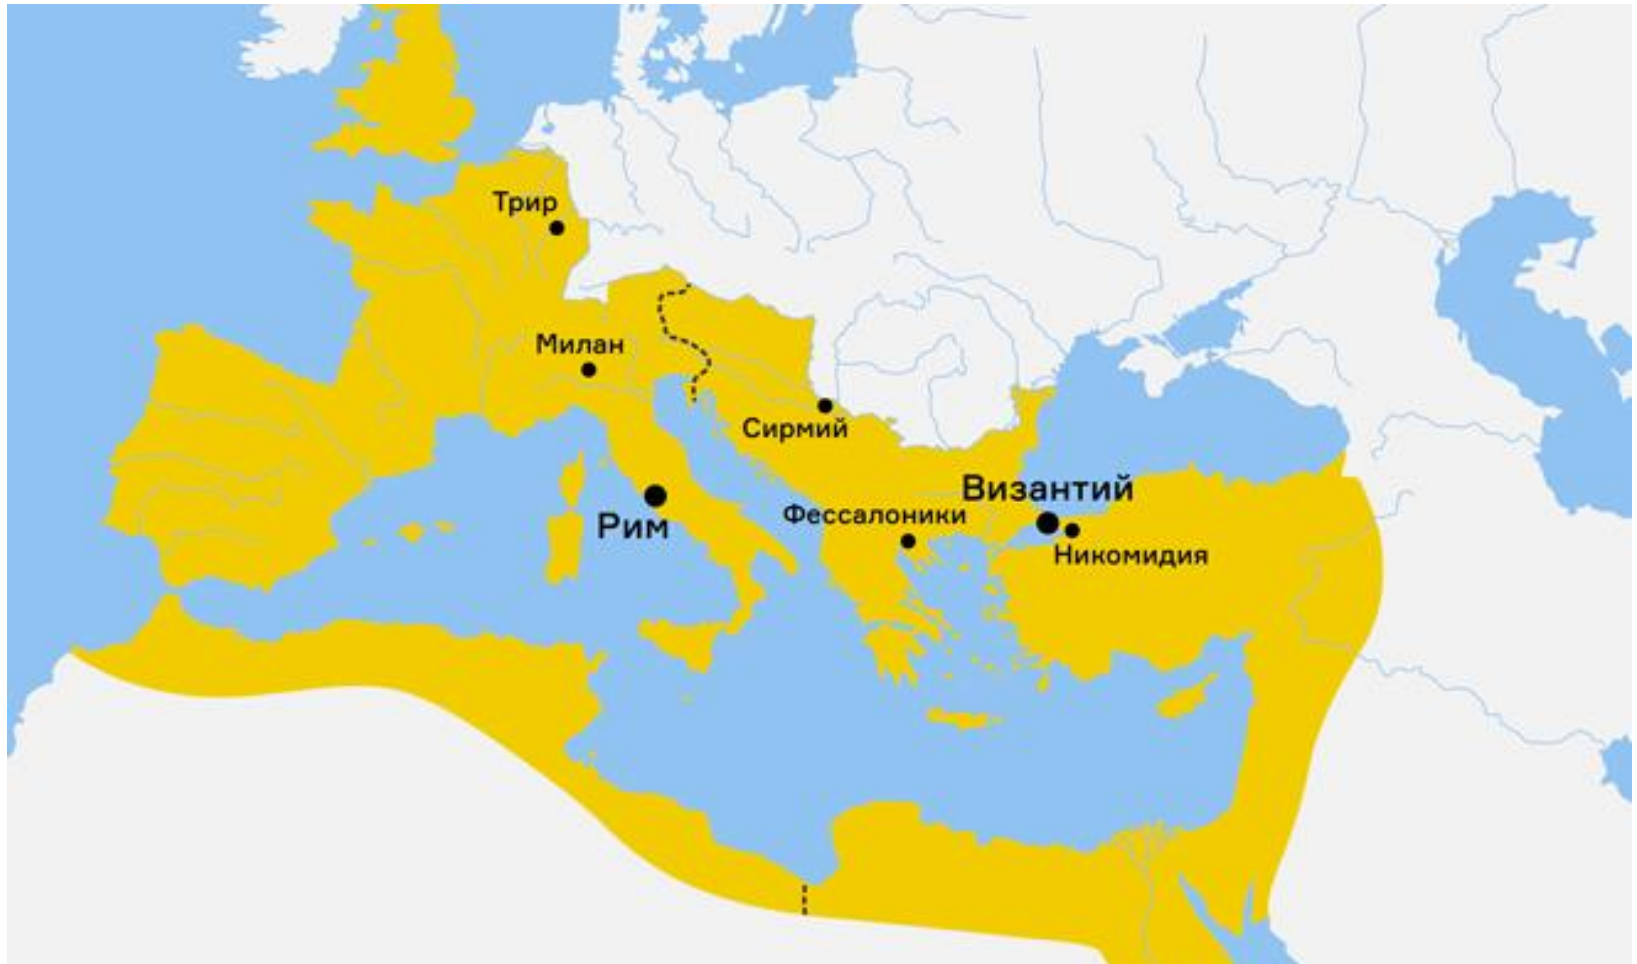 Трир
Милан
Сирмий
Византий
Рим
Фессалоники
Никомидия